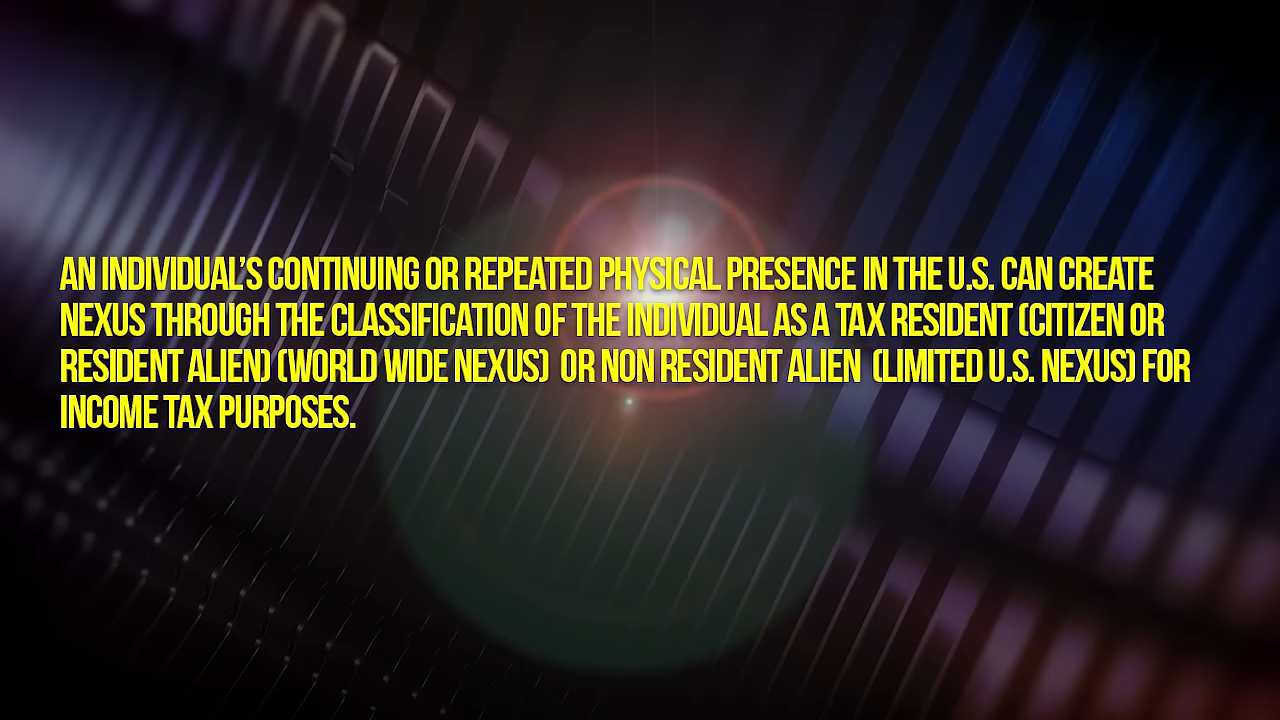 AN INDIVIDUAL’S CONTINUING OR REPEATED PHYSICAL PRESENCE IN THE U.S. CAN CREATE
NEXUS THROUGH THE CLASSIFICATION OF THE INDIVIDUAL AS A TAX RESIDENT (CITIZEN OR
RESIDENT ALIEN) (WORLD WIDE NEXUS)  OR NON RESIDENT ALIEN  (LIMITED U.S. NEXUS) FOR
INCOME TAX PURPOSES.